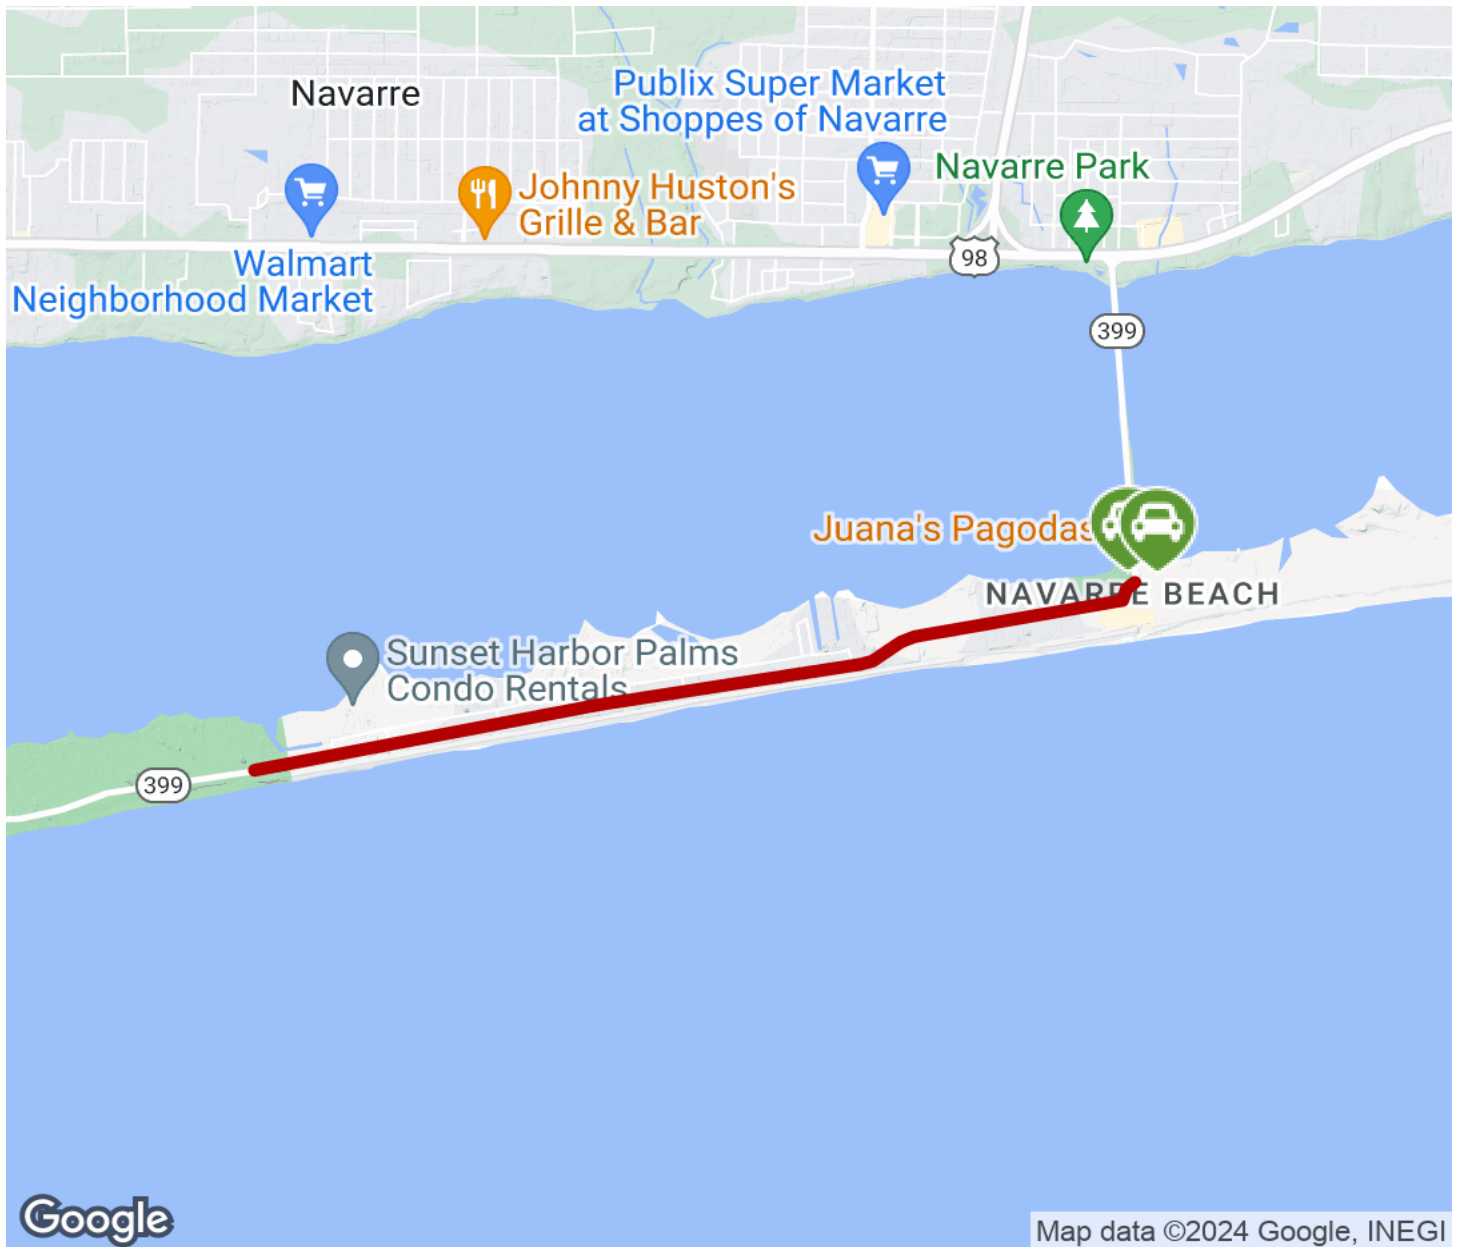 Navarre
Publix Super Market
at Shoppes of Navarre
Navarre Park
Johnny Huston's
Grille & Bar
Walmart
Neighborhood Market
98
399
Juana's Pagodas
NAVARRE BEACH
Sunset Harbor Palms
Condo Rentals
399
Google
Map data ©2024 Google, INEGI